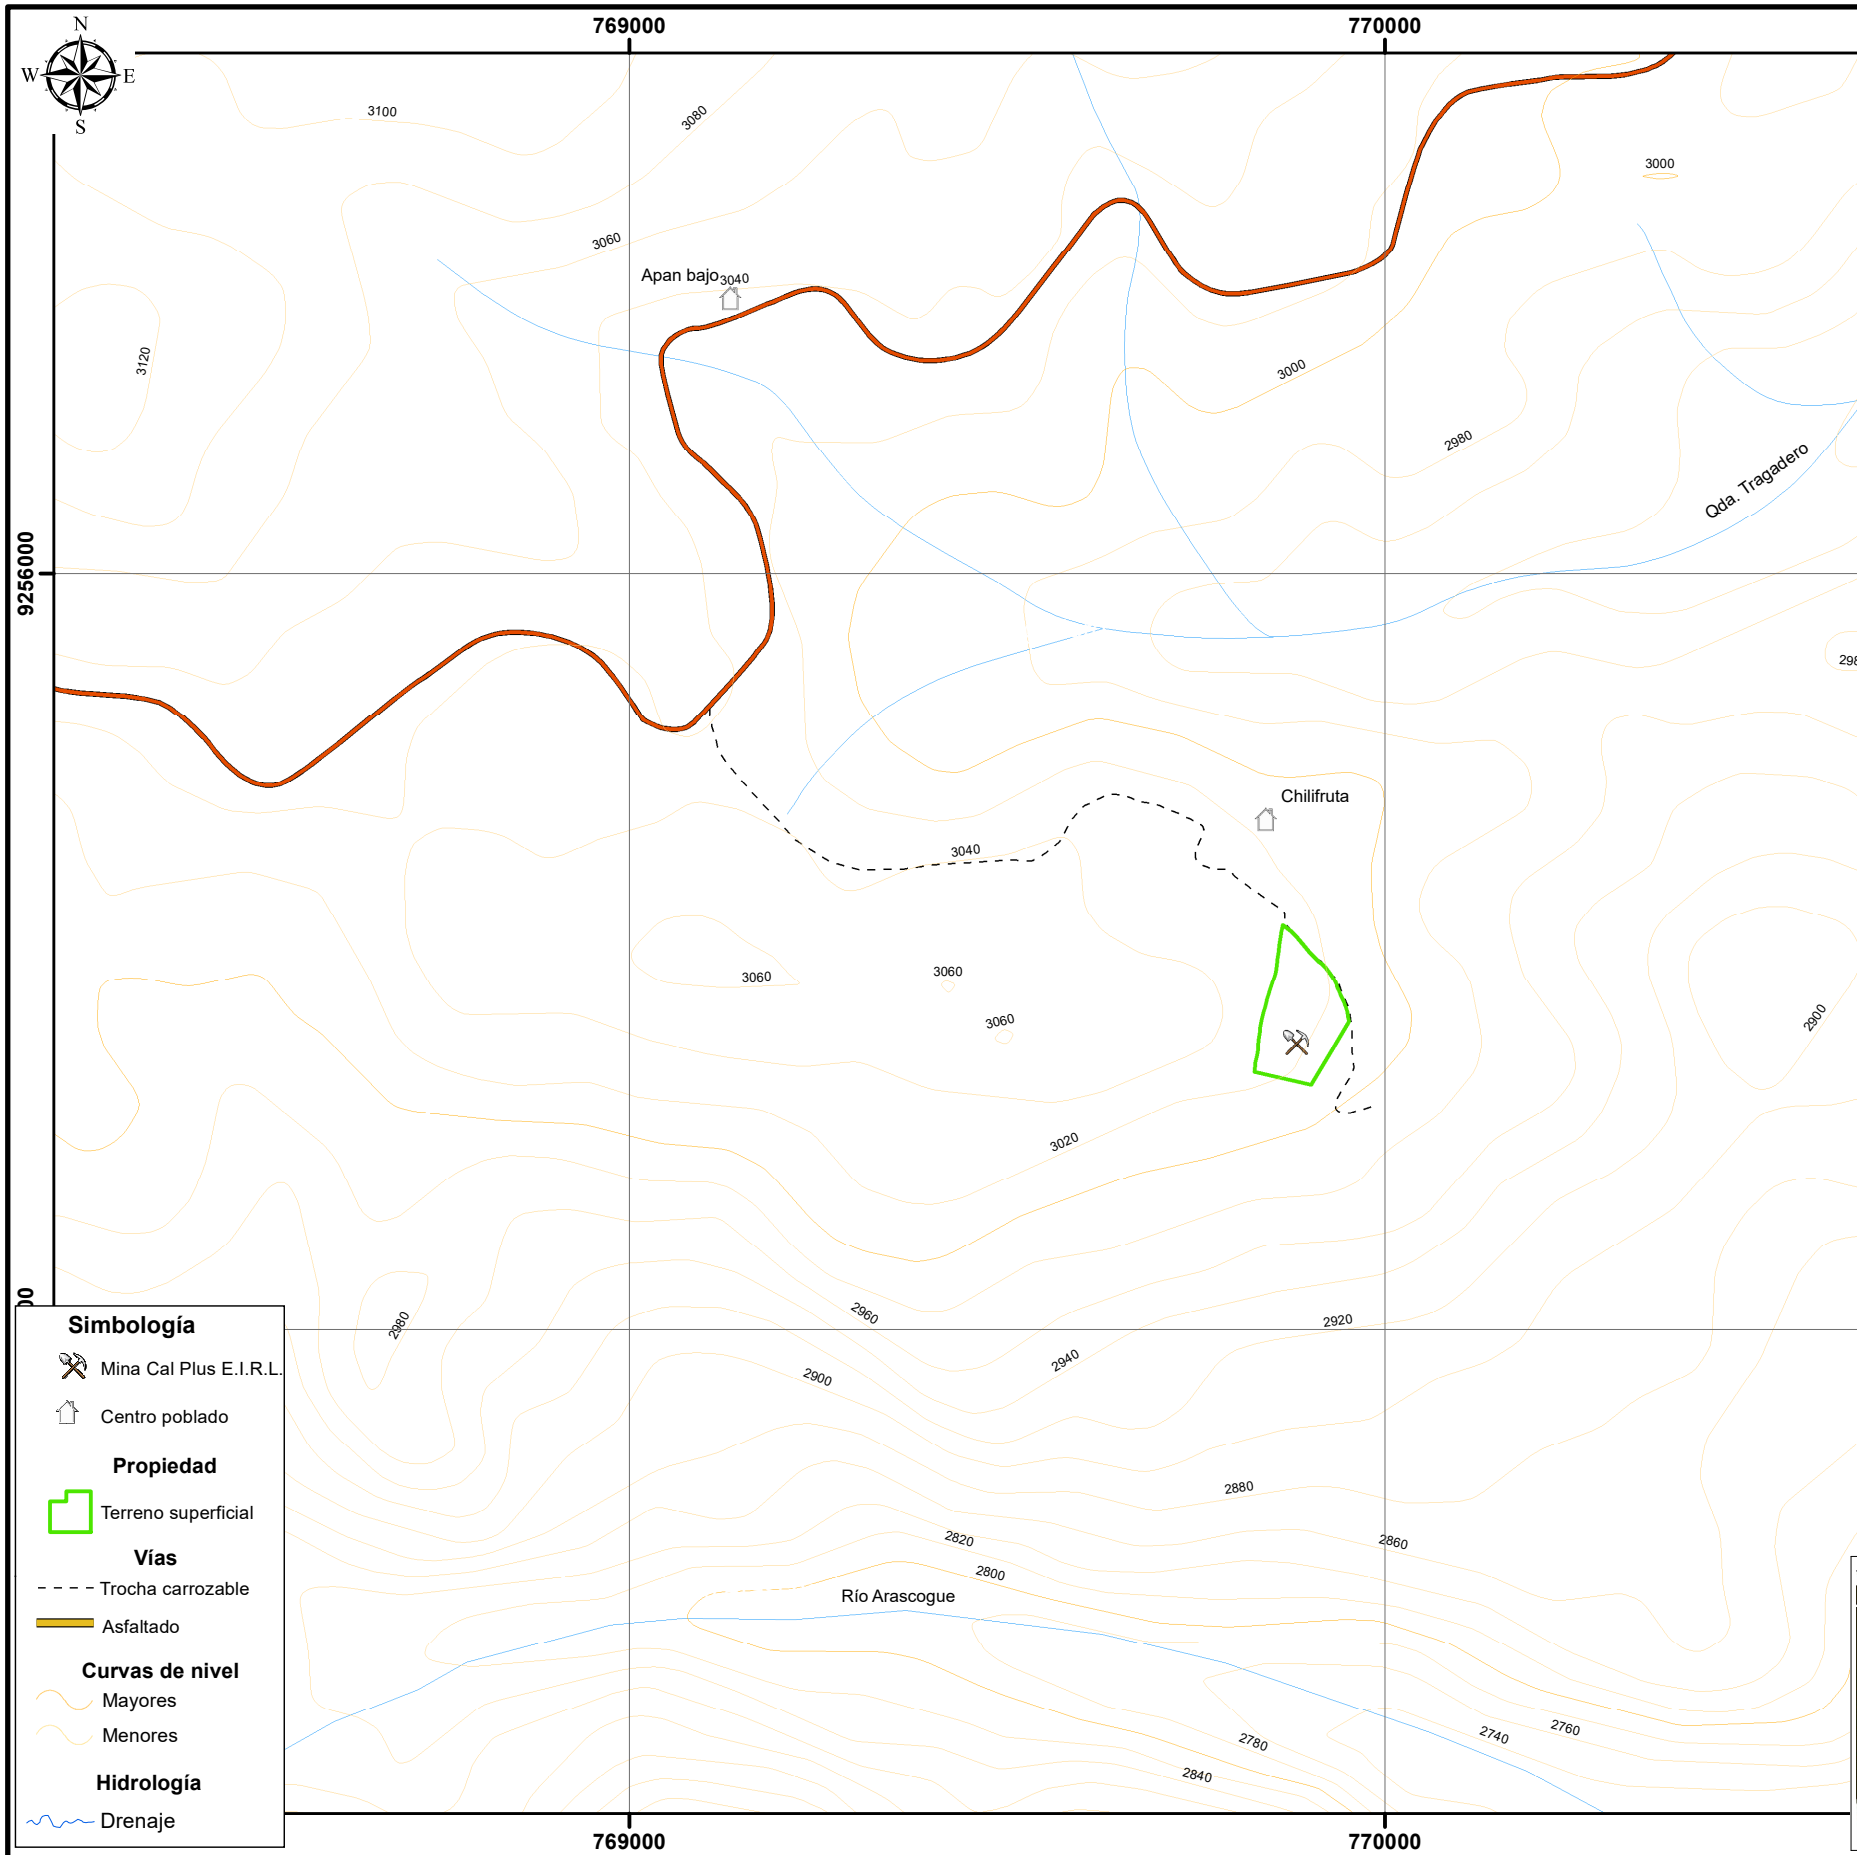 769000
770000
N
W
E
S
3100
3080
3000
3060
Apan bajo
3040
3120
3000
2980
Qda. Tragadero
9256000
Chilifruta
3040
3060
3060
3060
2900
3020
2980
2960
2920
2940
2900
2880
2820
2860
2800
Río Arascogue
2780
2740
2760
2840
Simbología
Mina Cal Plus E.I.R.L.
Centro poblado
Propiedad
Terreno superficial
Vías
Trocha carrozable
Asfaltado
Curvas de nivel
Mayores
Menores
Hidrología
Drenaje
769000
770000